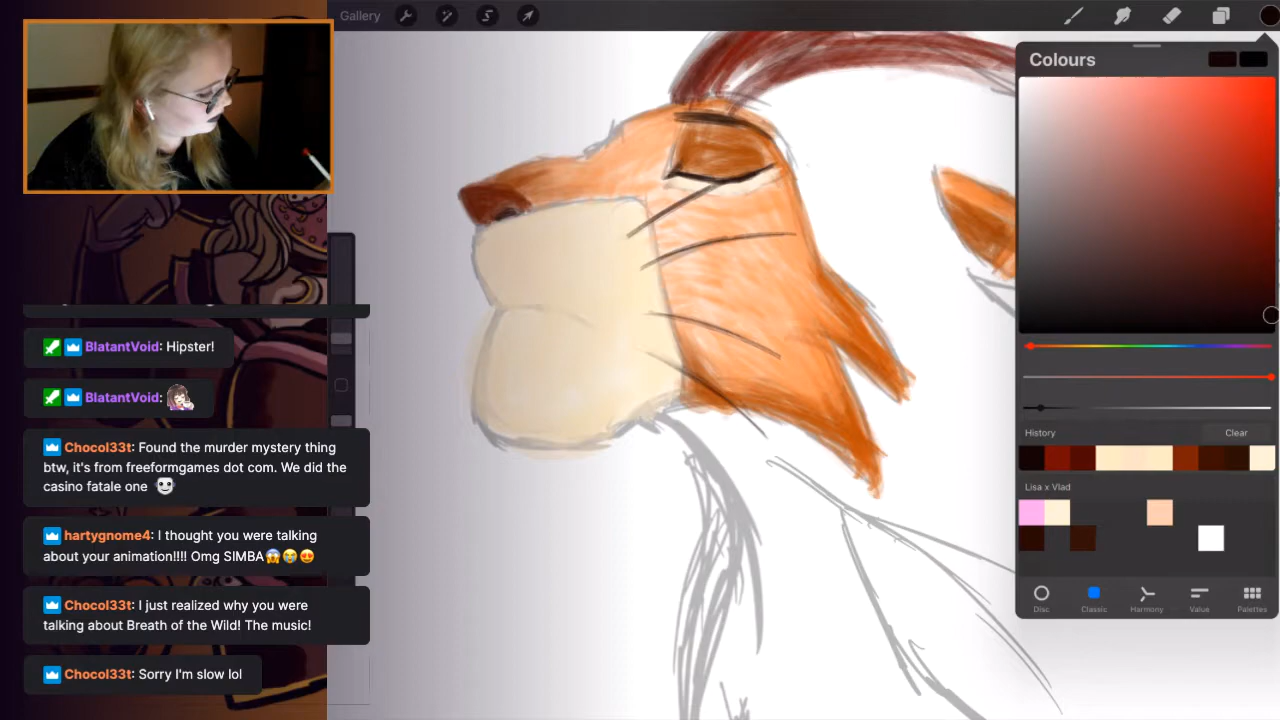 Gallery
Colours
BlatantVoid: Hipster!
BlatantVoid:
Chocol33t: Found the murder mystery thing
btw, it's from freeformgames dot com. We did the
casino fatale one
hartygnome4: I thought you were talking
about your animation!!!! Omg SIMBA😱😭😍
Chocol33t: I just realized why you were
talking about Breath of the Wild! The music!
Chocol33t: Sorry I'm slow lol
History
Clear
Lisa x Vlad
Disc
Classic
Harmony
Value
Palettes